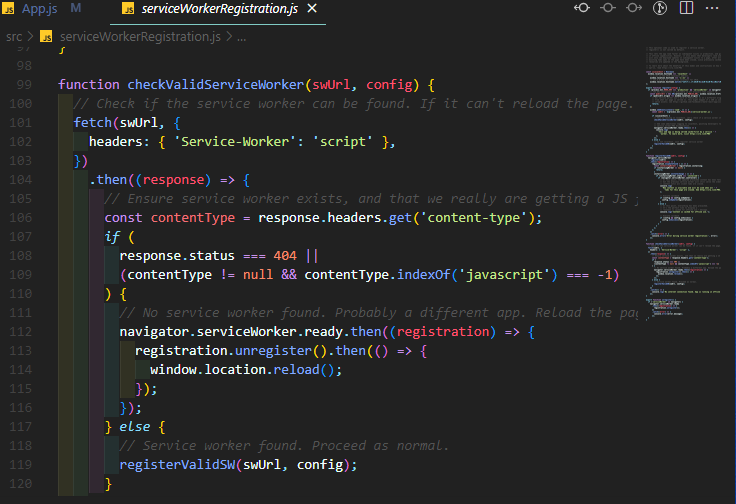 JS App.js M JS serviceWorkerRegistration.js ×
src > JS serviceWorkerRegistration.js > ...
97 }
98
99 function checkValidServiceWorker(swUrl, config) {
100 // Check if the service worker can be found. If it can't reload the page.
101 fetch(swUrl, {
102 headers: { 'Service-Worker': 'script' },
103 })
104 .then((response) => {
105 // Ensure service worker exists, and that we really are getting a JS
106 const contentType = response.headers.get('content-type');
107 if (
108 response.status === 404 ||
109 (contentType != null && contentType.indexOf('javascript') === -1)
110 ) {
111 // No service worker found. Probably a different app. Reload the pa
112 navigator.serviceWorker.ready.then((registration) => {
113 registration.unregister().then(() => {
114 window.location.reload();
115 });
116 });
117 } else {
118 // Service worker found. Proceed as normal.
119 registerValidSW(swUrl, config);
120 }